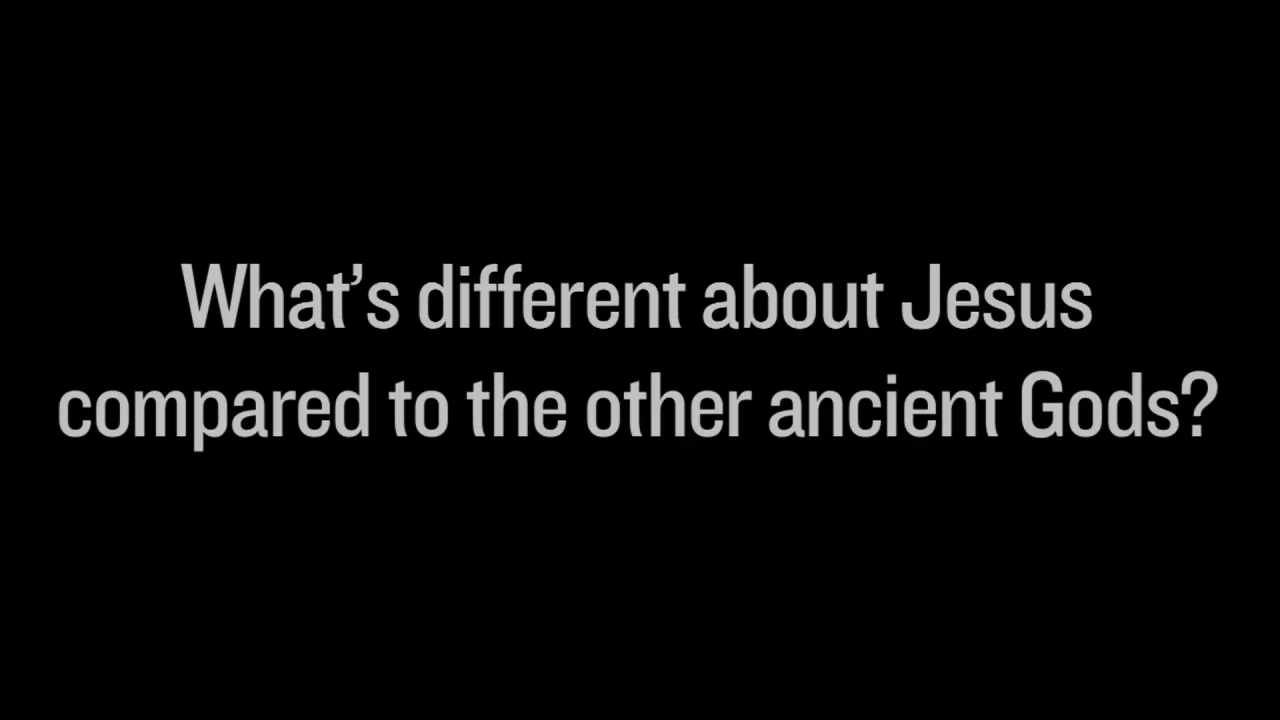 What’s different about Jesus
compared to the other ancient Gods?